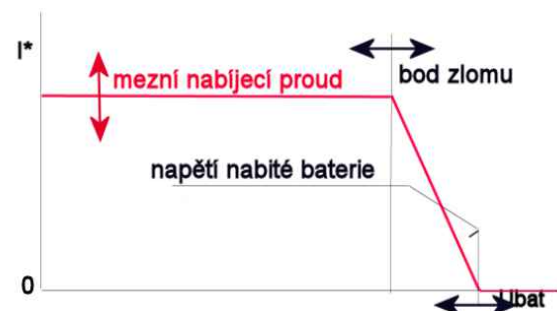 I*
mezní nabíjecí proud
bod zlomu
napětí nabité baterie
0
Ubat